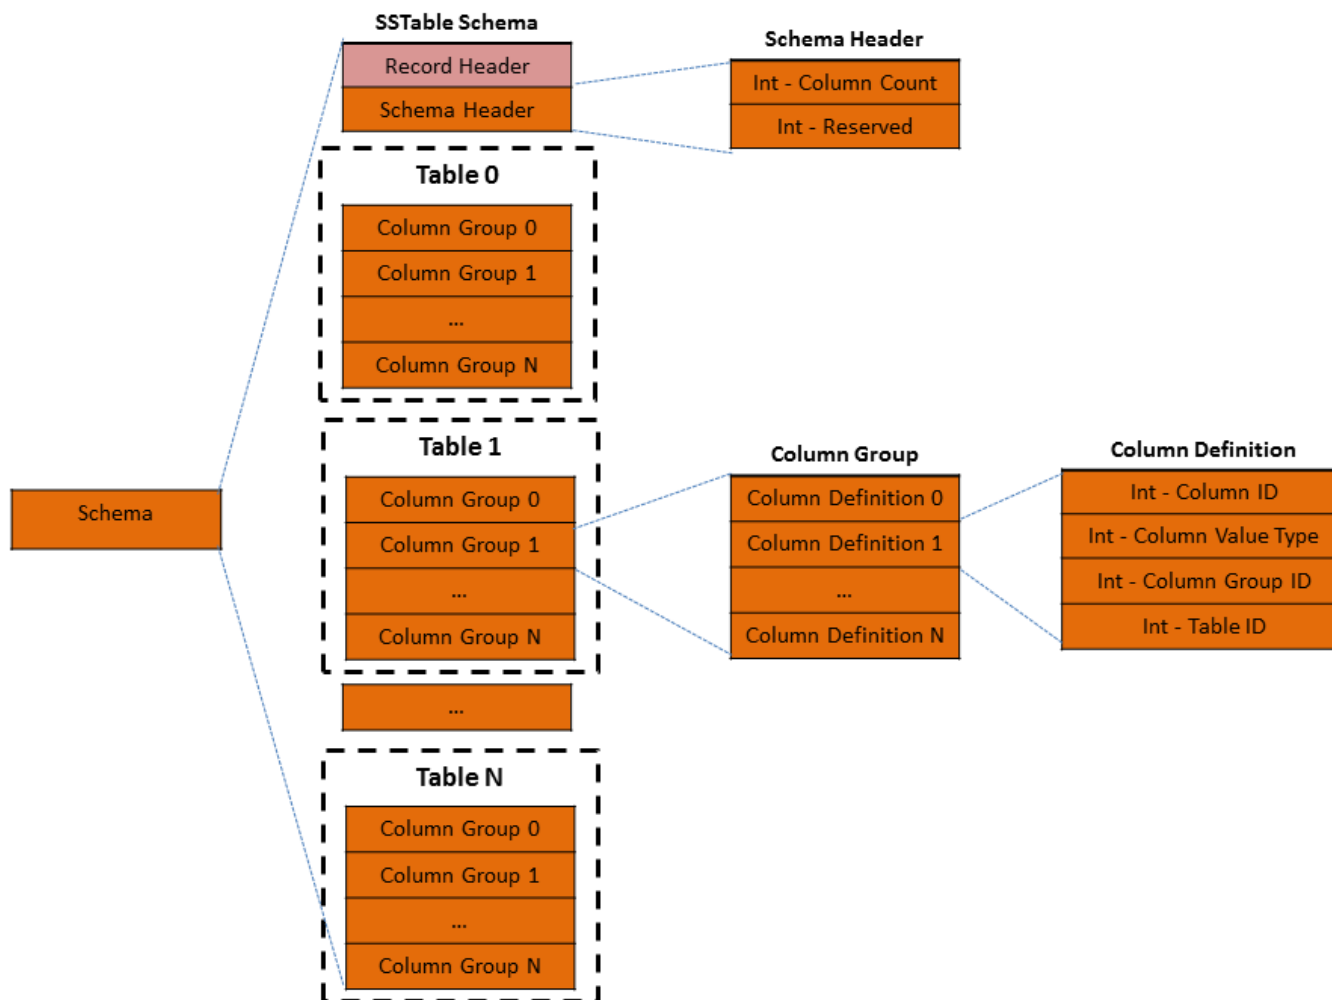 SSTable Schema
Record Header
Schema Header
Schema Header
Int - Column Count
Int - Reserved
Table 0
Column Group 0
Column Group 1
...
Column Group N
Schema
Table 1
Column Group 0
Column Group 1
...
Column Group N
Column Group
Column Definition 0
Column Definition 1
...
Column Definition N
Column Definition
Int - Column ID
Int - Column Value Type
Int - Column Group ID
Int - Table ID
...
Table N
Column Group 0
Column Group 1
...
Column Group N